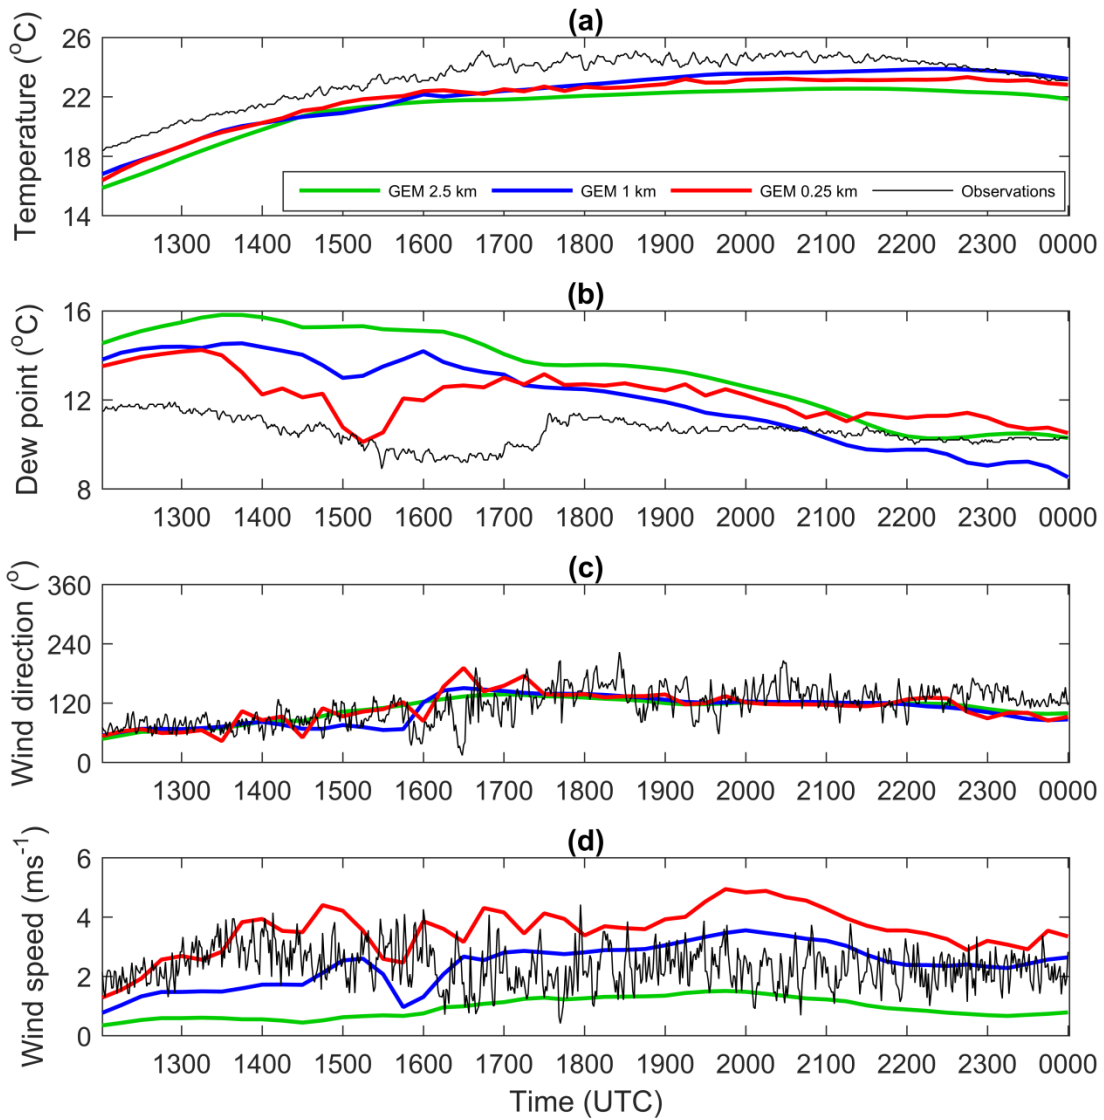 (a)
Temperature (°C)
26
22
18
14
GEM 2.5 km GEM 1 km GEM 0.25 km Observations
1300 1400 1500 1600 1700 1800 1900 2000 2100 2200 2300 0000
(b)
Dew point (°C)
16
12
8
1300 1400 1500 1600 1700 1800 1900 2000 2100 2200 2300 0000
(c)
Wind direction (°)
360
240
120
0
1300 1400 1500 1600 1700 1800 1900 2000 2100 2200 2300 0000
(d)
Wind speed (ms⁻¹)
6
4
2
0
1300 1400 1500 1600 1700 1800 1900 2000 2100 2200 2300 0000
Time (UTC)